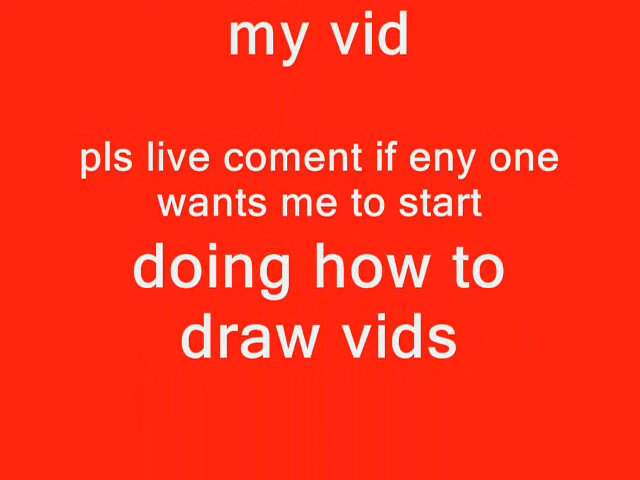 my vid
pls live coment if eny one
wants me to start
doing how to
draw vids